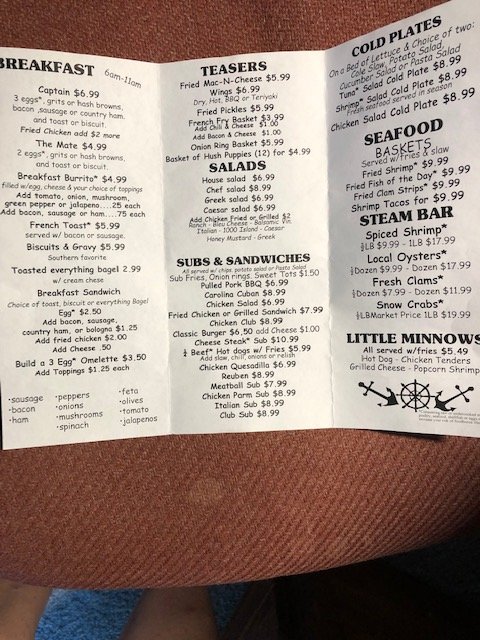 BREAKFAST 6am-11am
Captain $6.99
3 eggs*, grits or hash browns,
bacon ,sausage or country ham.
and toast or biscuit.
Fried Chicken add $2 more
The Mate $4.99
2 eggs*, grits or hash browns,
and toast or biscuit.
Breakfast Burrito* $4.99
filled w/egg, cheese & your choice of toppings
Add tomato, onion, mushroom,
green pepper or jalapeno....25 each
Add bacon, sausage, or ham....75 each
French Toast* $5.99
served w/ bacon or sausage.
Biscuits & Gravy $5.99
Southern favorite
Toasted everything bagel 2.99
w/ cream chese
Breakfast Sandwich
Choice of toast, biscuit or everything Bagel
Egg* $2.50
Add bacon, sausage,
country ham, or bologna $1.25
Add fried chicken $2.00
Add Cheese .50
Build a 3 Egg* Omelette $3.50
Add Toppings $1.25 each
·sausage ·peppers ·feta
·bacon ·onions ·olives
·ham ·mushrooms ·tomato
·spinach ·jalapenos
TEASERS
Fried Mac-N-Cheese $5.99
Wings $6.99
Dry, Hot, BBQ or Teriyaki
Fried Pickles $5.99
French Fry Basket $3.99
Add Chili & Cheese $1.00
Add Bacon & Cheese $1.00
Onion Ring Basket $5.99
Basket of Hush Puppies (12) for $4.99
SALADS
House salad $6.99
Chef salad $8.99
Greek salad $6.99
Caesar salad $6.99
Add Chicken Fried or Grilled $2
Ranch - Bleu Cheese - Balsamic Vin.
Italian - 1000 Island - Caesar
Honey Mustard - Greek
SUBS & SANDWICHES
All served w/ chips, potato salad or Pasta Salad
Sub Fries, Onion rings, Sweet Tots $1.50
Pulled Pork BBQ $6.99
Carolina Cuban $8.99
Chicken Salad $6.99
Fried Chicken or Grilled Sandwich $7.99
Chicken Club $8.99
Classic Burger $6,50 add Cheese $1.00
Cheese Steak* Sub $10.99
¼ Beef* Hot dogs w/ Fries $5.99
Add slaw, chili, onions or relish
Chicken Quesadilla $6.99
Reuben $8.99
Meatball Sub $7.99
Chicken Parm Sub $8.99
Italian Sub $8.99
Club Sub $8.99
COLD PLATES
On a Bed of Lettuce & Choice of two:
Cole Slaw, Potato Salad,
Cucumber Salad or Pasta Salad
Tuna* Salad Cold Plate $8.99
Shrimp* Salad Cold Plate $8.99
Fresh seafood served in season
Chicken Salad Cold Plate $8.99
SEAFOOD
BASKETS
Served w/fries & slaw
Fried Shrimp* $9.99
Fried Fish of the Day* $9.99
Fried Clam Strips* $9.99
Shrimp Tacos for $9.99
STEAM BAR
Spiced Shrimp*
½LB $9.99 - 1LB $17.99
Local Oysters*
½Dozen $9.99 - Dozen $17.99
Fresh Clams*
½Dozen $7.99 - Dozen $11.99
Snow Crabs*
½LBMarket Price 1LB $19.99
LITTLE MINNOWS
All served w/fries $5.49
Hot Dog - Chicken Tenders
Grilled Cheese - Popcorn Shrimp